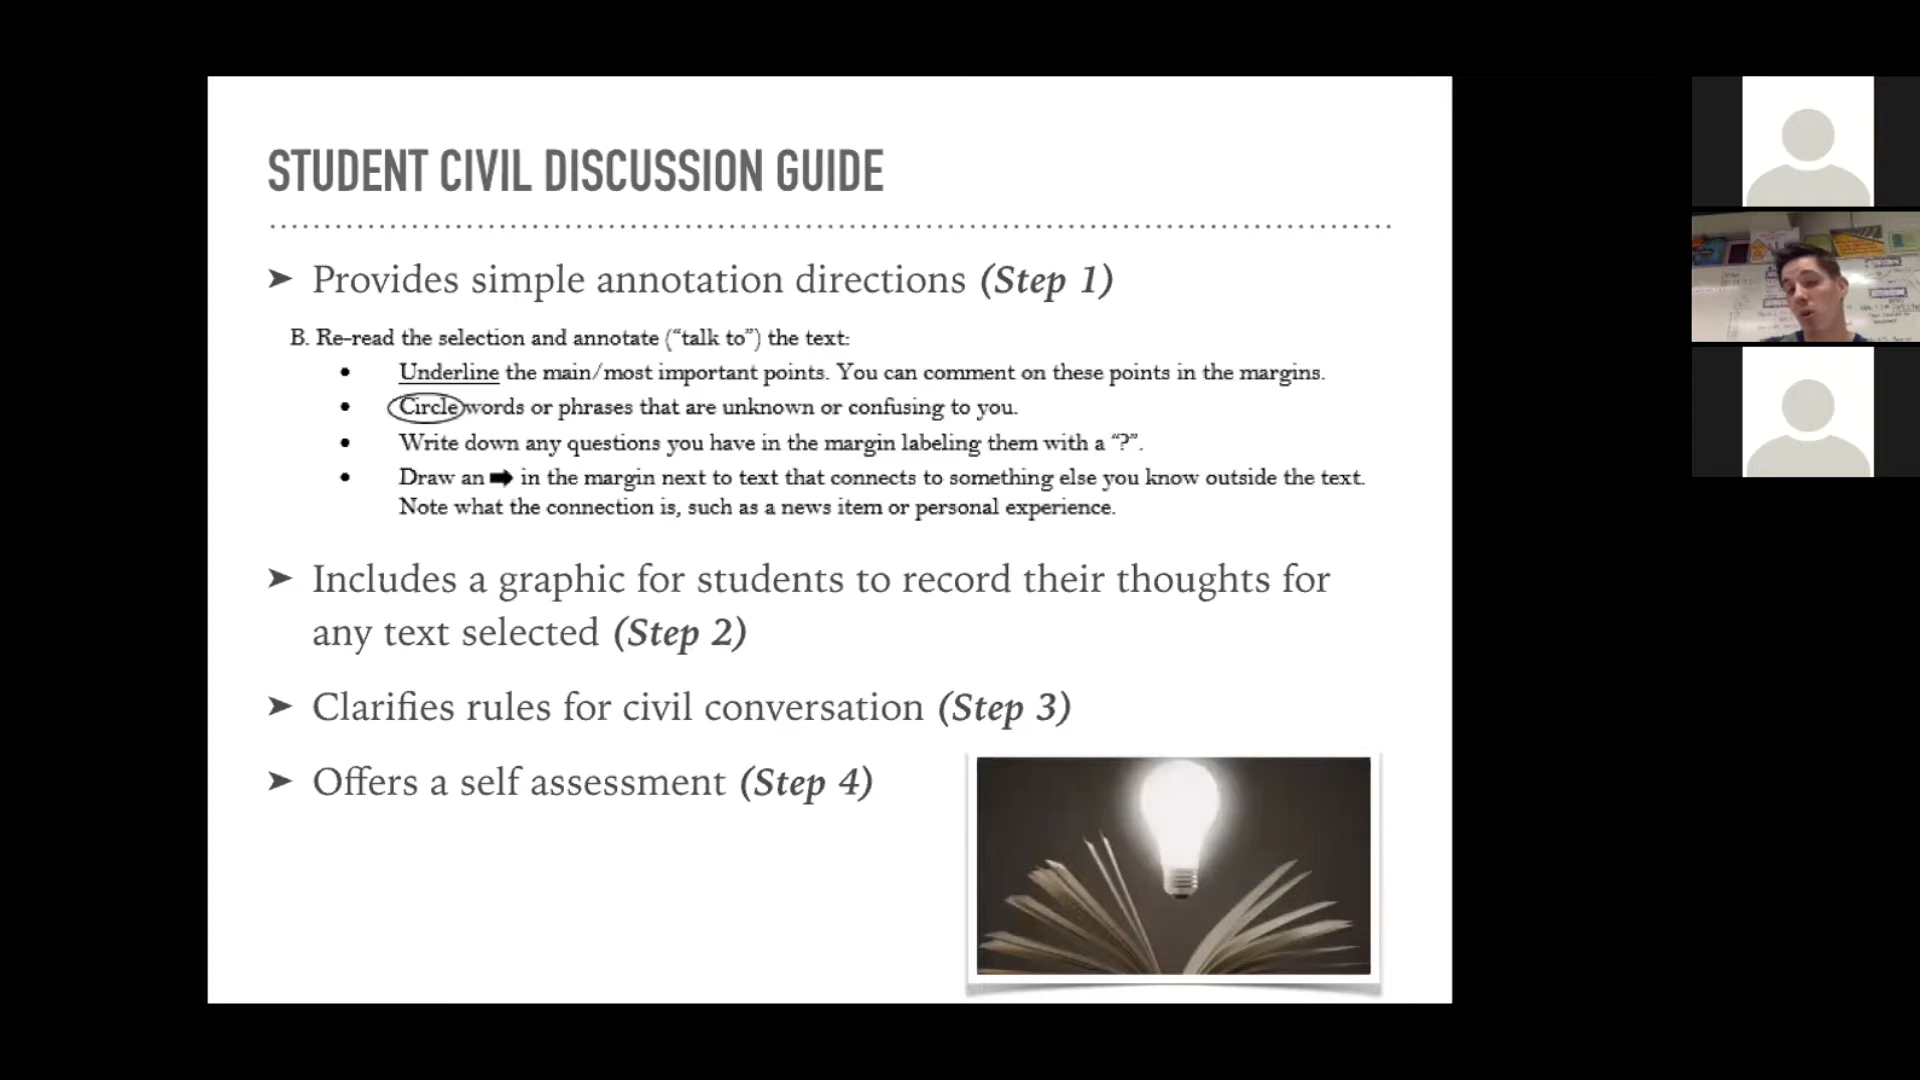 STUDENT CIVIL DISCUSSION GUIDE
➤ Provides simple annotation directions (Step 1)
B. Re-read the selection and annotate (“talk to”) the text:
• Underline the main/most important points. You can comment on these points in the margins.
• Circle words or phrases that are unknown or confusing to you.
• Write down any questions you have in the margin labeling them with a “?”.
• Draw an ➡ in the margin next to text that connects to something else you know outside the text.
Note what the connection is, such as a news item or personal experience.
➤ Includes a graphic for students to record their thoughts for
any text selected (Step 2)
➤ Clarifies rules for civil conversation (Step 3)
➤ Offers a self assessment (Step 4)